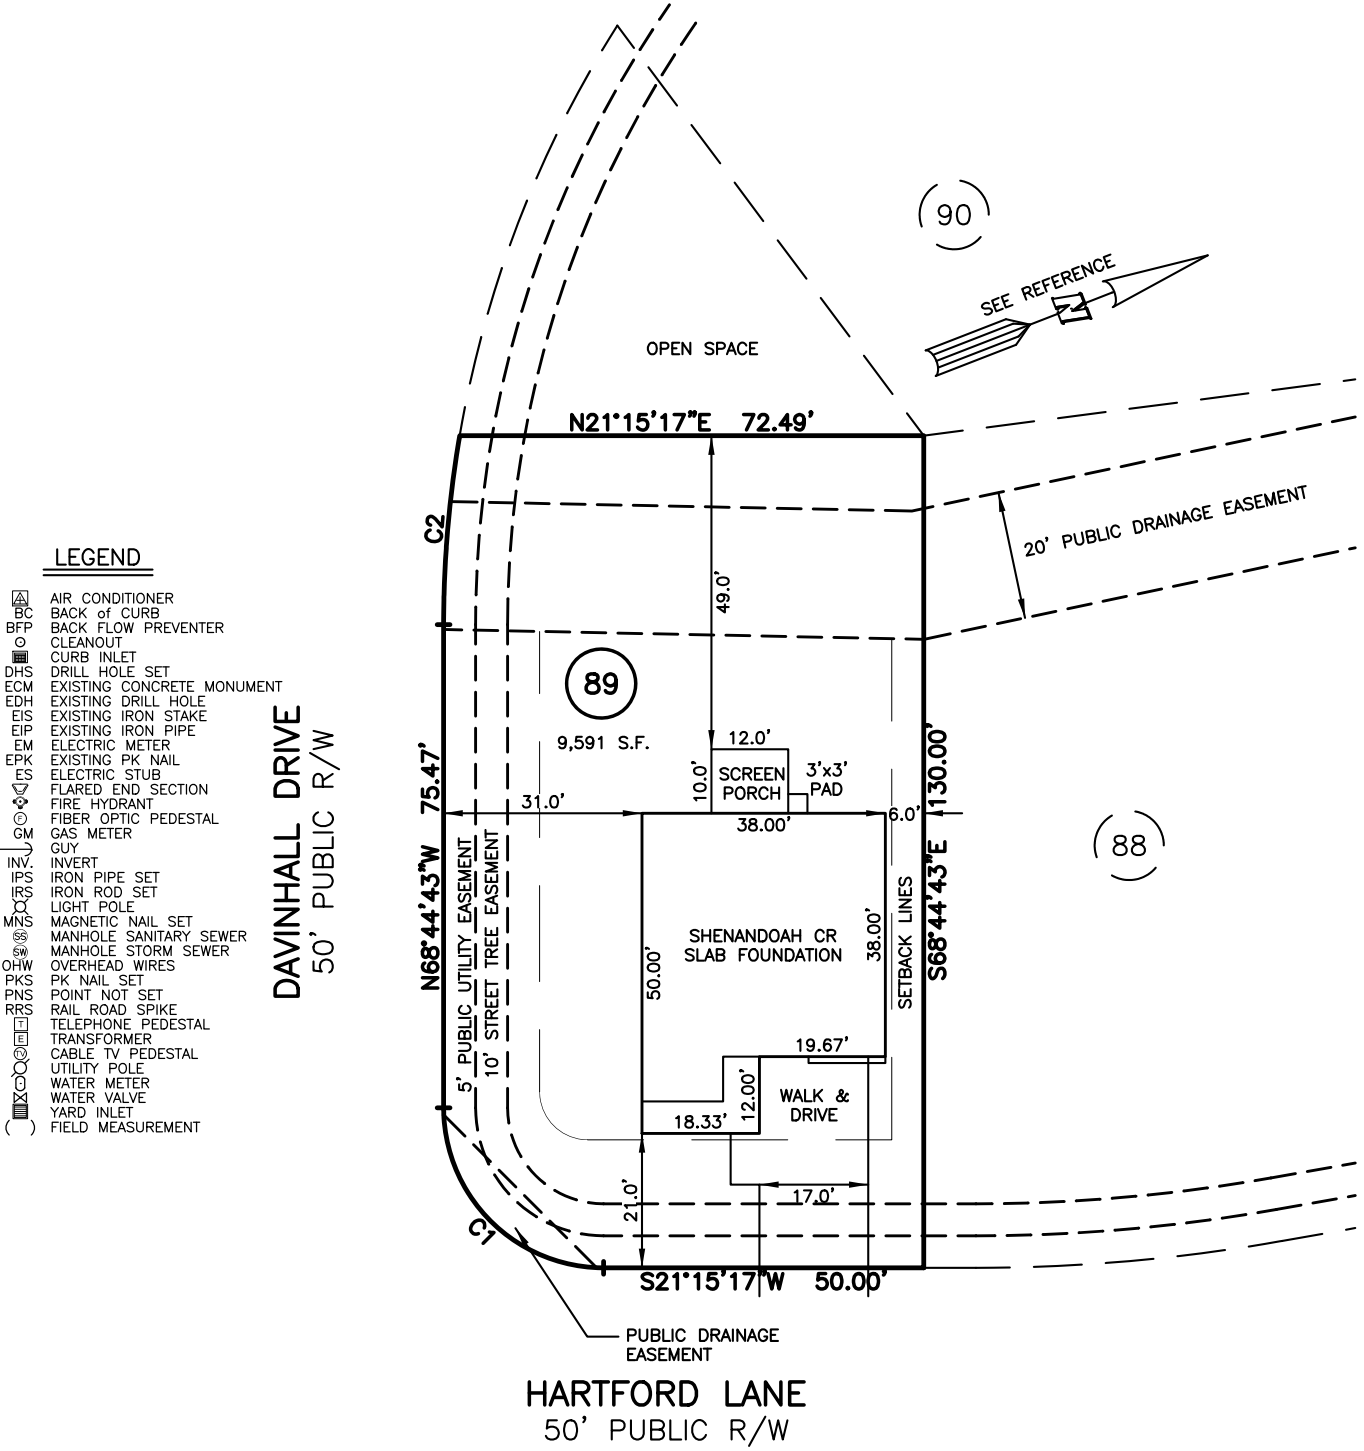 90
SEE REFERENCE
N
OPEN SPACE
N21°15'17"E 72.49'
C2
20' PUBLIC DRAINAGE EASEMENT
49.0'
89
9,591 S.F.
12.0'
10.0'
SCREEN
PORCH
3'x3'
PAD
31.0'
38.00'
6.0'
N68°44'43"W 75.47'
S68°44'43"E 130.00'
88
DAVINHALL DRIVE
50' PUBLIC R/W
5' PUBLIC UTILITY EASEMENT
10' STREET TREE EASEMENT
SHENANDOAH CR
SLAB FOUNDATION
50.00'
38.00'
SETBACK LINES
19.67'
12.00'
WALK &
DRIVE
18.33'
21.0'
17.0'
C1
S21°15'17"W 50.00'
PUBLIC DRAINAGE
EASEMENT
HARTFORD LANE
50' PUBLIC R/W
LEGEND
AIR CONDITIONER
BC BACK of CURB
BFP BACK FLOW PREVENTER
CLEANOUT
CURB INLET
DHS DRILL HOLE SET
ECM EXISTING CONCRETE MONUMENT
EDH EXISTING DRILL HOLE
EIS EXISTING IRON STAKE
EIP EXISTING IRON PIPE
EM ELECTRIC METER
EPK EXISTING PK NAIL
ES ELECTRIC STUB
FLARED END SECTION
FIRE HYDRANT
F FIBER OPTIC PEDESTAL
GM GAS METER
GUY
INV. INVERT
IPS IRON PIPE SET
IRS IRON ROD SET
LIGHT POLE
MNS MAGNETIC NAIL SET
SS MANHOLE SANITARY SEWER
SW MANHOLE STORM SEWER
OHW OVERHEAD WIRES
PKS PK NAIL SET
PNS POINT NOT SET
RRS RAIL ROAD SPIKE
T TELEPHONE PEDESTAL
E TRANSFORMER
TV CABLE TV PEDESTAL
UTILITY POLE
WATER METER
WATER VALVE
YARD INLET
( ) FIELD MEASUREMENT